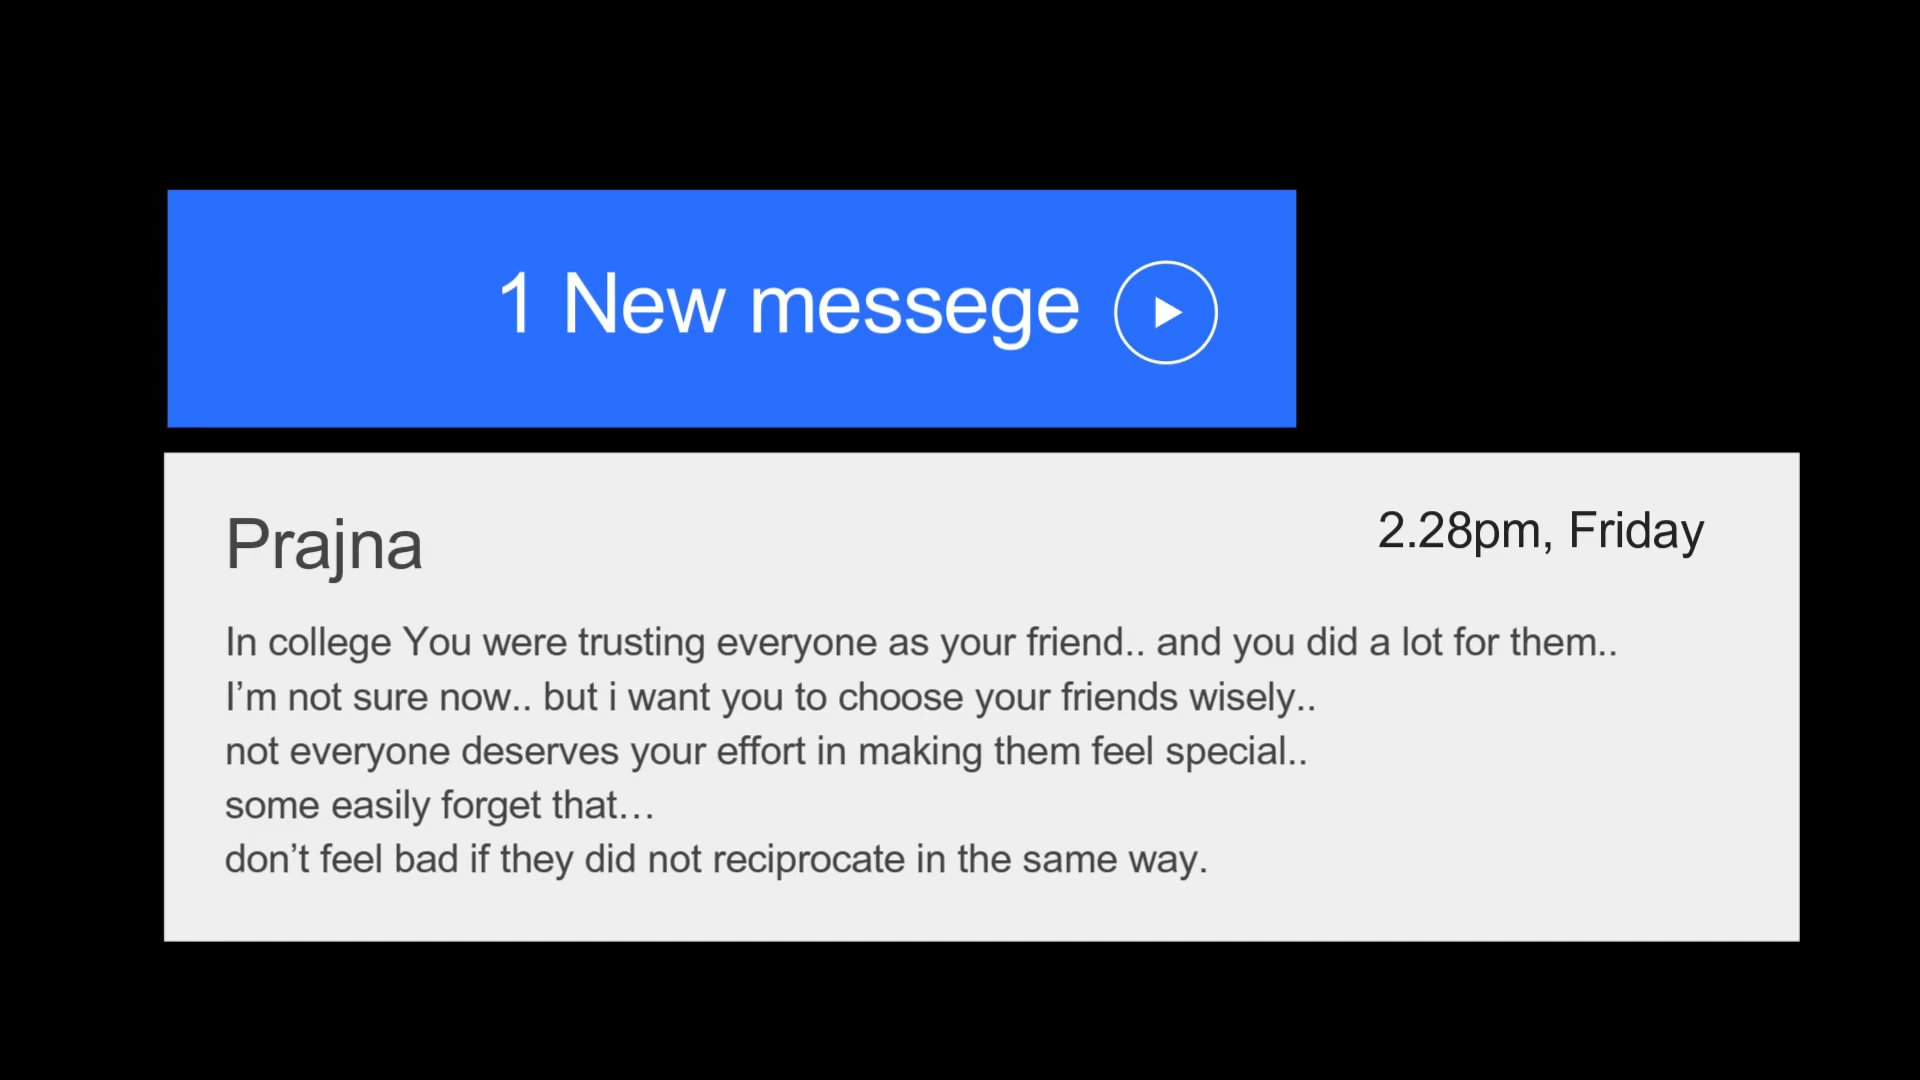 1 New messege
Prajna
2.28pm, Friday
In college You were trusting everyone as your friend.. and you did a lot for them..
I’m not sure now.. but i want you to choose your friends wisely..
not everyone deserves your effort in making them feel special..
some easily forget that…
don’t feel bad if they did not reciprocate in the same way.